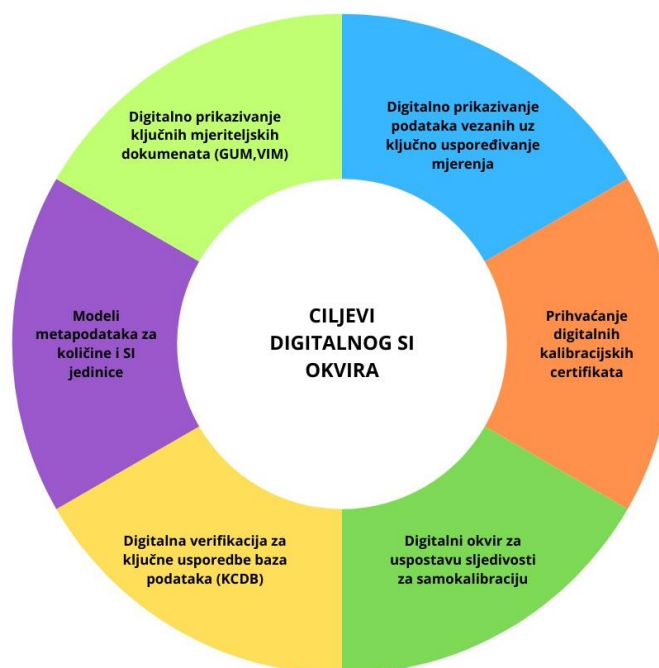 Digitalno prikazivanje
ključnih mjeriteljskih
dokumenata (GUM,VIM)
Digitalno prikazivanje
podataka vezanih uz
ključno uspoređivanje
mjerenja
Modeli
metapodataka za
količine i SI
jedinice
CILJEVI
DIGITALNOG SI
OKVIRA
Prihvaćanje
digitalnih
kalibracijskih
certifikata
Digitalna verifikacija za
ključne usporedbe baza
podataka (KCDB)
Digitalni okvir za
uspostavu sljedivosti
za samokalibraciju